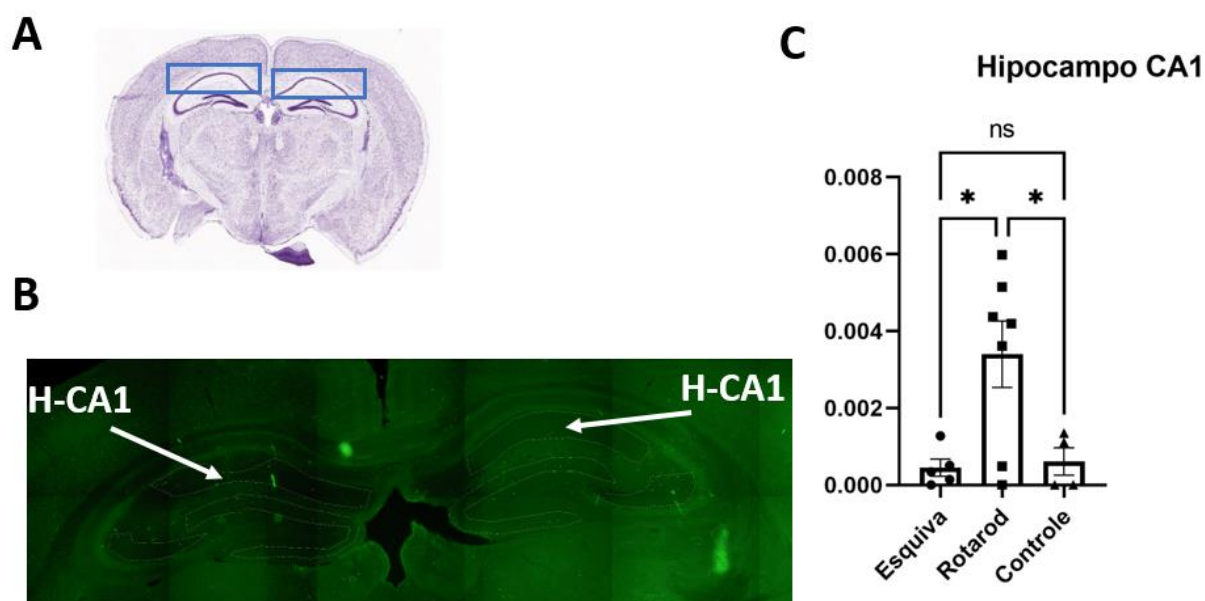 A
B
H-CA1
H-CA1
C
Hipocampo CA1
ns
*
*
0.008
0.006
0.004
0.002
0.000
Esquiva
Rotarod
Controle